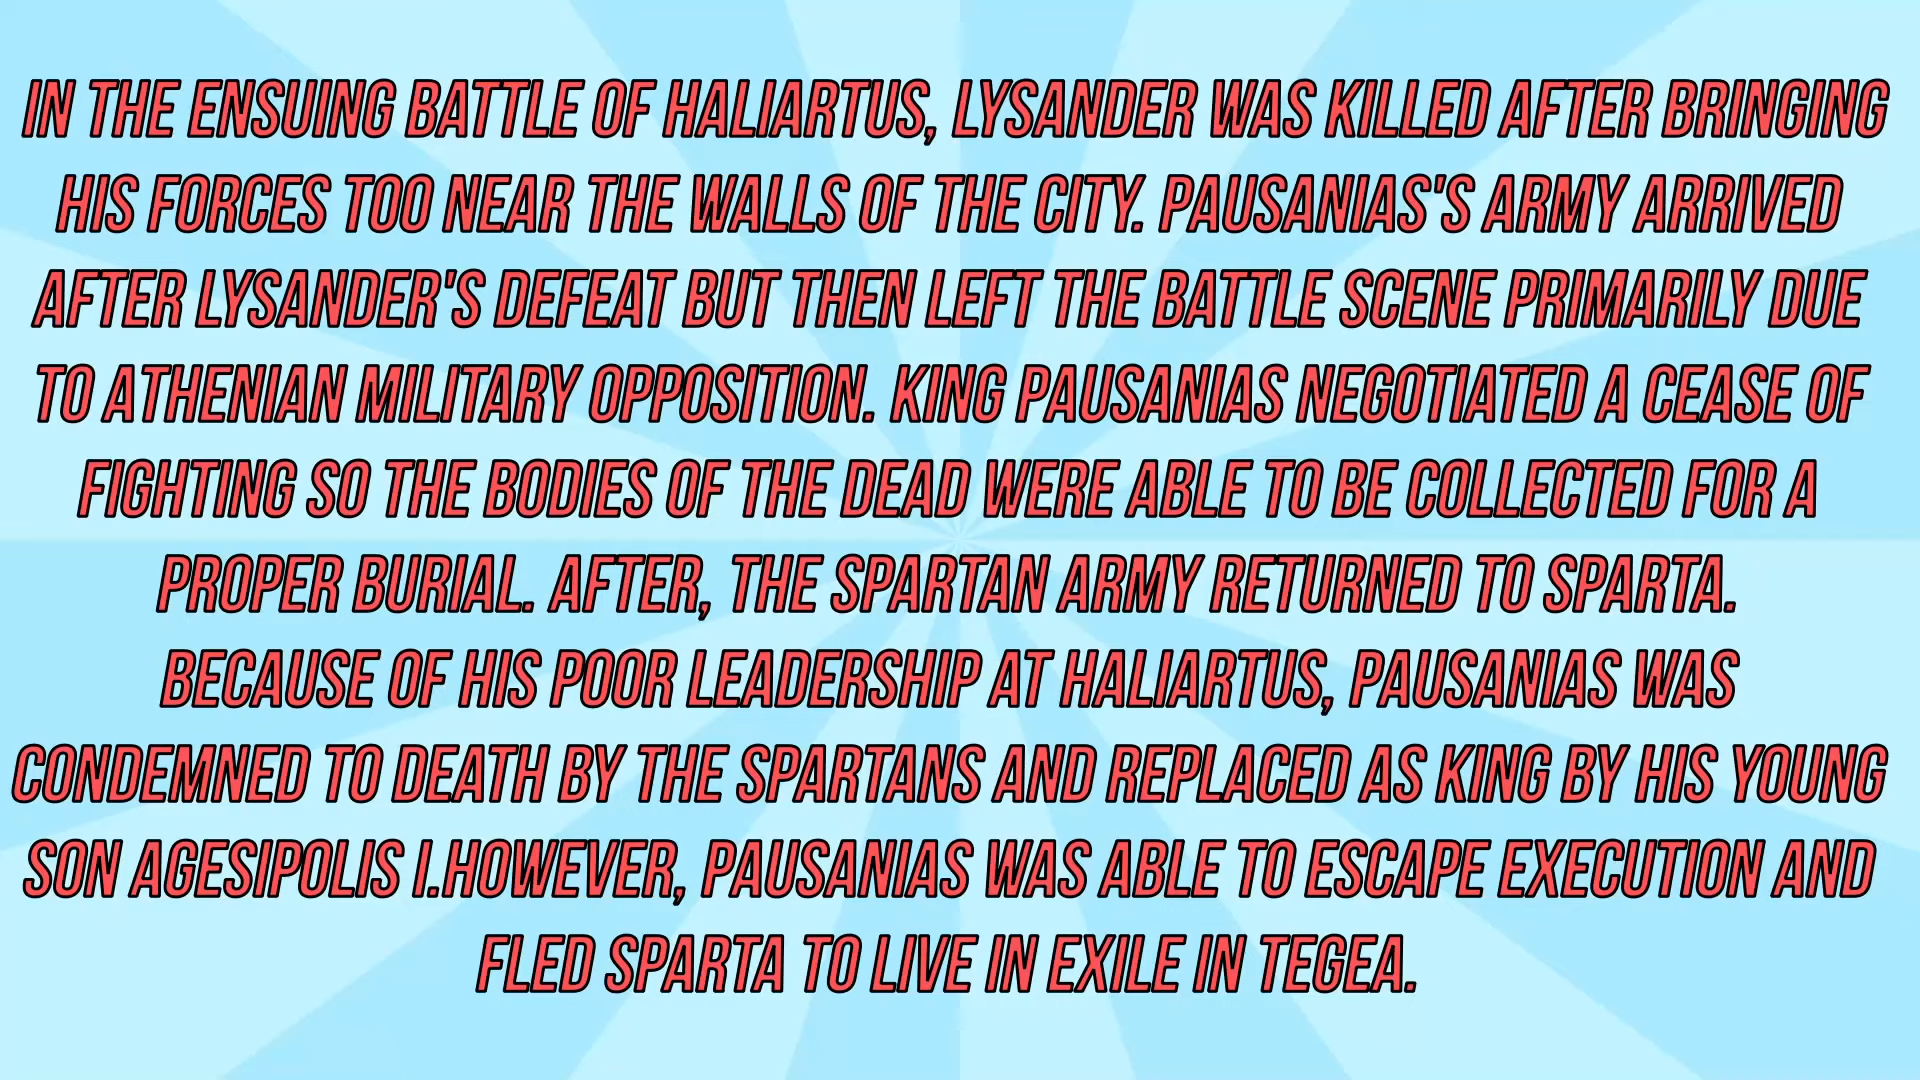 IN THE ENSUING BATTLE OF HALIARTUS, LYSANDER WAS KILLED AFTER BRINGING
HIS FORCES TOO NEAR THE WALLS OF THE CITY. PAUSANIAS'S ARMY ARRIVED
AFTER LYSANDER'S DEFEAT BUT THEN LEFT THE BATTLE SCENE PRIMARILY DUE
TO ATHENIAN MILITARY OPPOSITION. KING PAUSANIAS NEGOTIATED A CEASE OF
FIGHTING SO THE BODIES OF THE DEAD WERE ABLE TO BE COLLECTED FOR A
PROPER BURIAL. AFTER, THE SPARTAN ARMY RETURNED TO SPARTA.
BECAUSE OF HIS POOR LEADERSHIP AT HALIARTUS, PAUSANIAS WAS
CONDEMNED TO DEATH BY THE SPARTANS AND REPLACED AS KING BY HIS YOUNG
SON AGESIPOLIS I.HOWEVER, PAUSANIAS WAS ABLE TO ESCAPE EXECUTION AND
FLED SPARTA TO LIVE IN EXILE IN TEGEA.